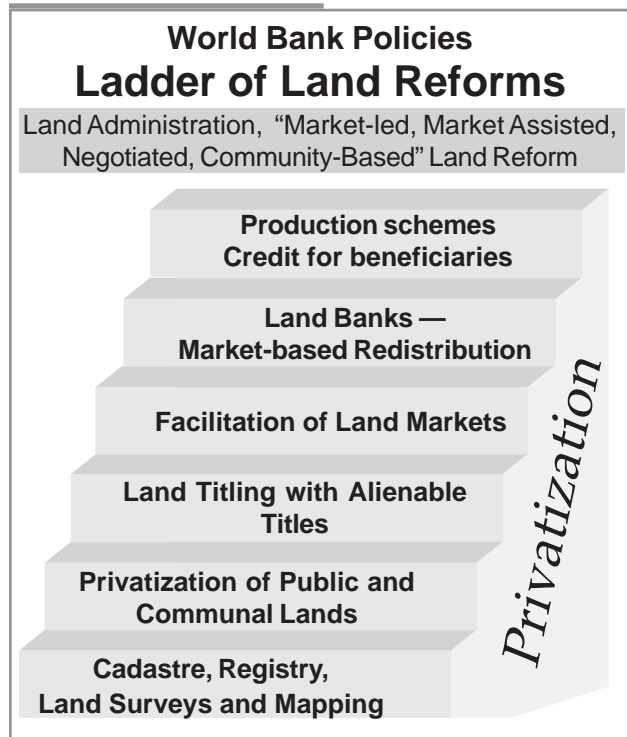 World Bank Policies
Ladder of Land Reforms
Land Administration, “Market-led, Market Assisted,
Negotiated, Community-Based” Land Reform
Production schemes
Credit for beneficiaries
Land Banks —
Market-based Redistribution
Facilitation of Land Markets
Land Titling with Alienable
Titles
Privatization of Public and
Communal Lands
Cadastre, Registry,
Land Surveys and Mapping
Privatization